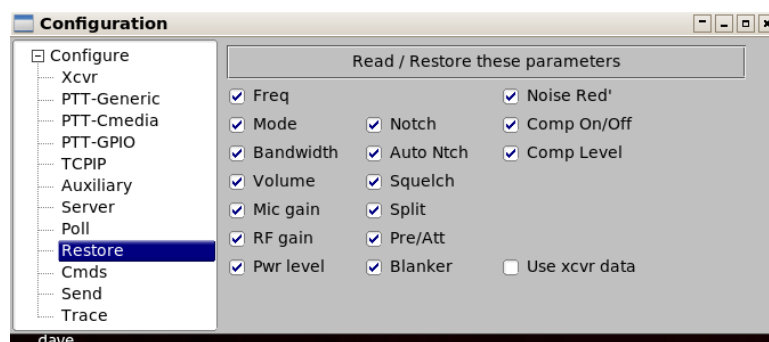 Configuration
Configure
Xcvr
PTT-Generic
PTT-Cmedia
PTT-GPIO
TCPIP
Auxiliary
Server
Poll
Restore
Cmds
Send
Trace
Read / Restore these parameters
Freq
Noise Red'
Mode
Notch
Comp On/Off
Bandwidth
Auto Ntch
Comp Level
Volume
Squelch
Mic gain
Split
RF gain
Pre/Att
Pwr level
Blanker
Use xcvr data
dave